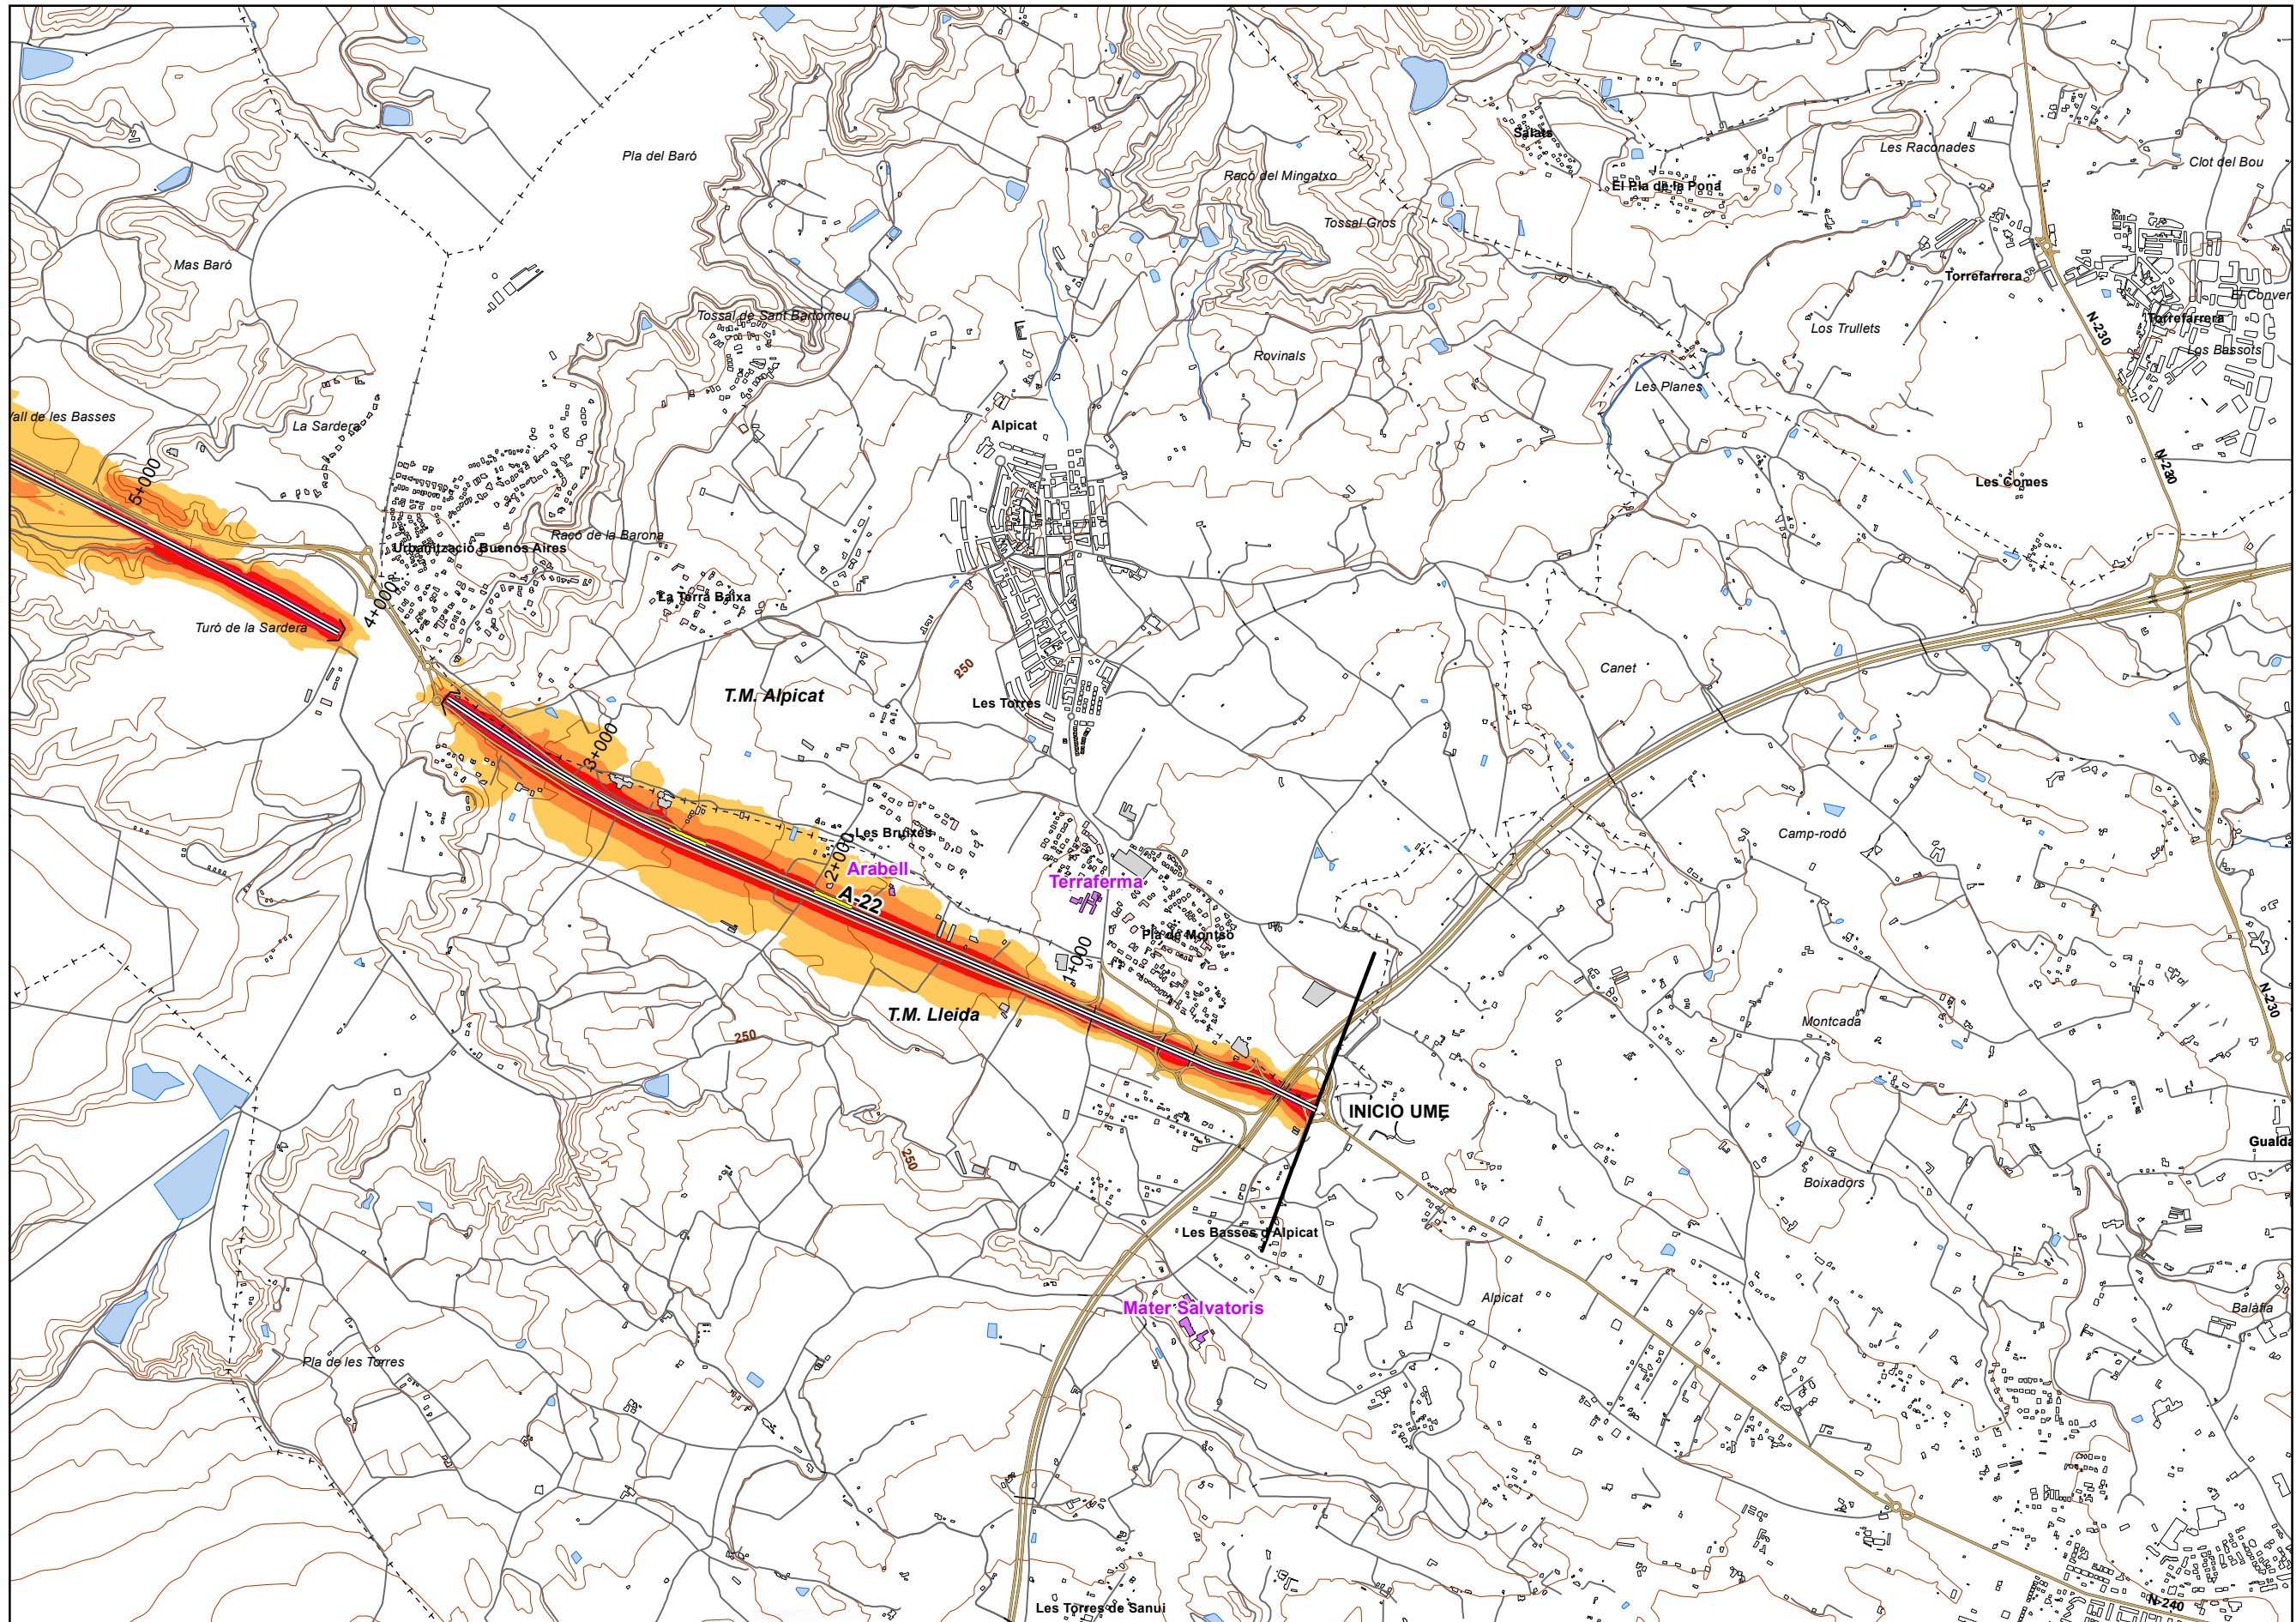 Salats
Les Raconades
Pla del Baró
Clot del Bou
Racó del Mingatxo
El Pla de la Pona
Tossal Gros
Mas Baró
Torrefarrera
El Conver
Tossal de Sant Bartomeu
Torrefarrera
N-230
Los Trullets
Los Bassots
Rovinals
Les Planes
Vall de les Basses
La Sardera
Alpicat
N-230
5+000
Les Comes
Racó de la Barona
Urbanització Buenos Aires
La Terra Baixa
4+000
Turó de la Sardera
250
Canet
T.M. Alpicat
Les Torres
3+000
Les Bruixes
Camp-rodó
2+000
Arabell
Terraferma
A-22
Pla de Montsó
1+000
N-230
T.M. Lleida
Montcada
250
INICIO UME
Gualda
250
Boixadors
Les Basses d'Alpicat
Alpicat
Mater Salvatoris
Balàfia
Pla de les Torres
N-240
Les Torres de Sanui